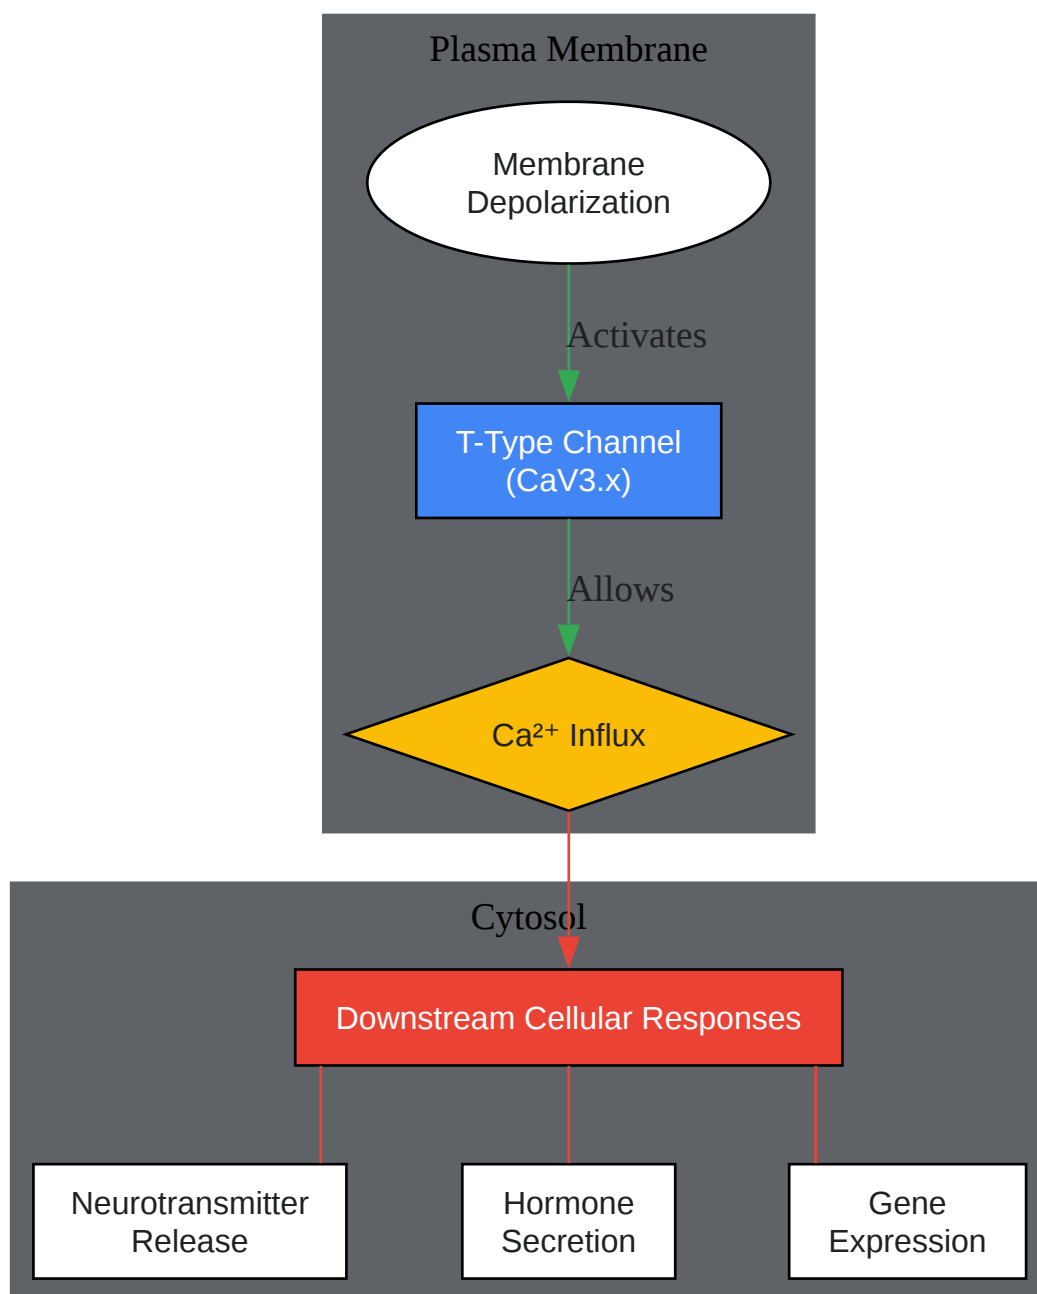 Plasma Membrane
Membrane
Depolarization
Activates
T-Type Channel
(CaV3.x)
Allows
Ca²⁺ Influx
Cytosol
Downstream Cellular Responses
Neurotransmitter
Release
Hormone
Secretion
Gene
Expression